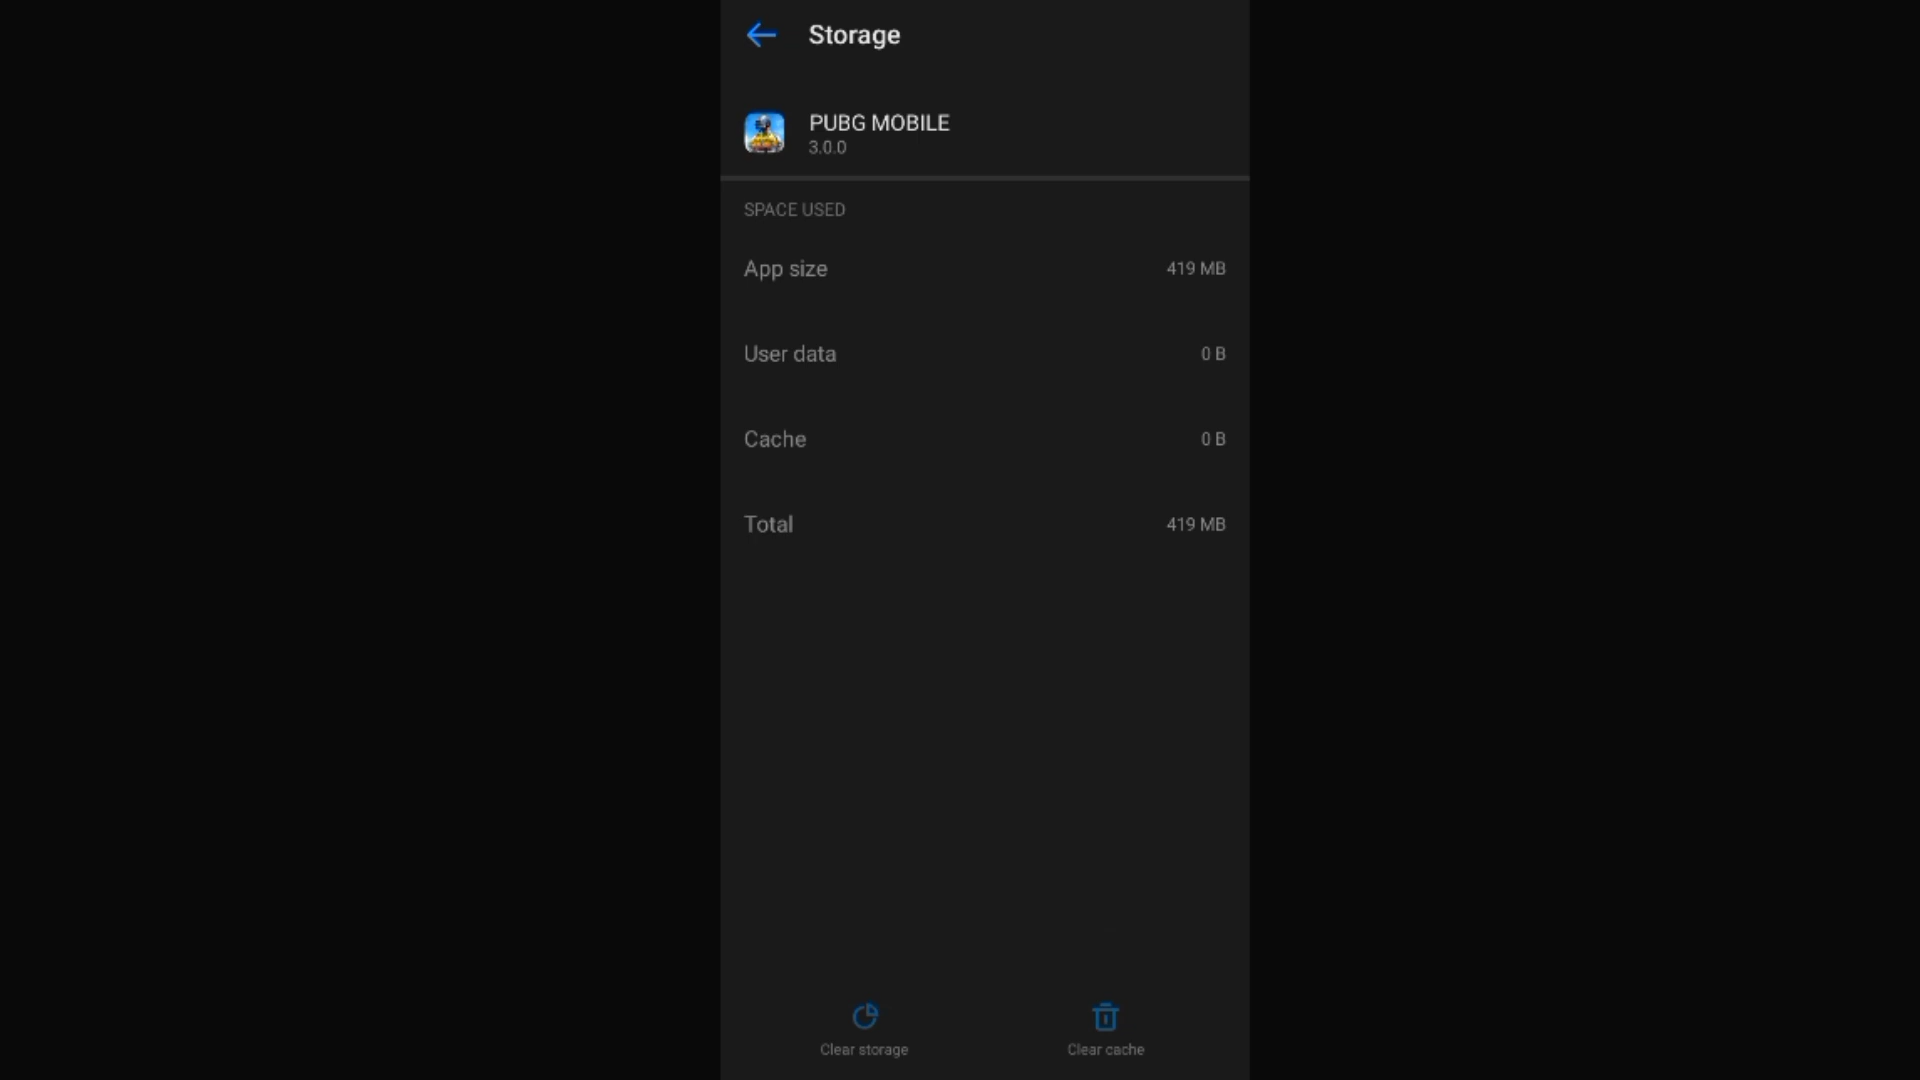 Storage
PUBG MOBILE
3.0.0
SPACE USED
App size 419 MB
User data 0 B
Cache 0 B
Total 419 MB
Clear storage Clear cache